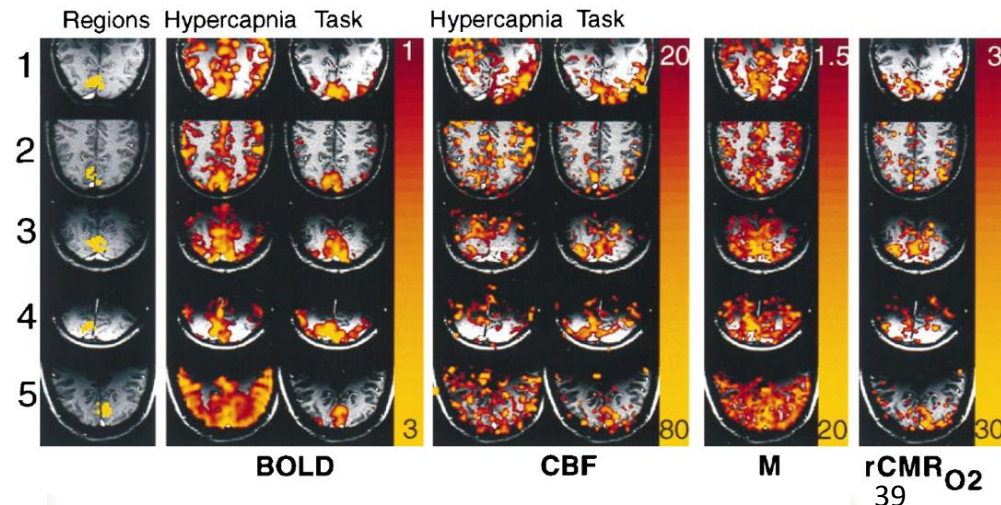 Regions Hypercapnia Task Hypercapnia Task
1 1 20 1.5 3
2
3
4
5 3 80 20 30
BOLD CBF M rCMRO2
39